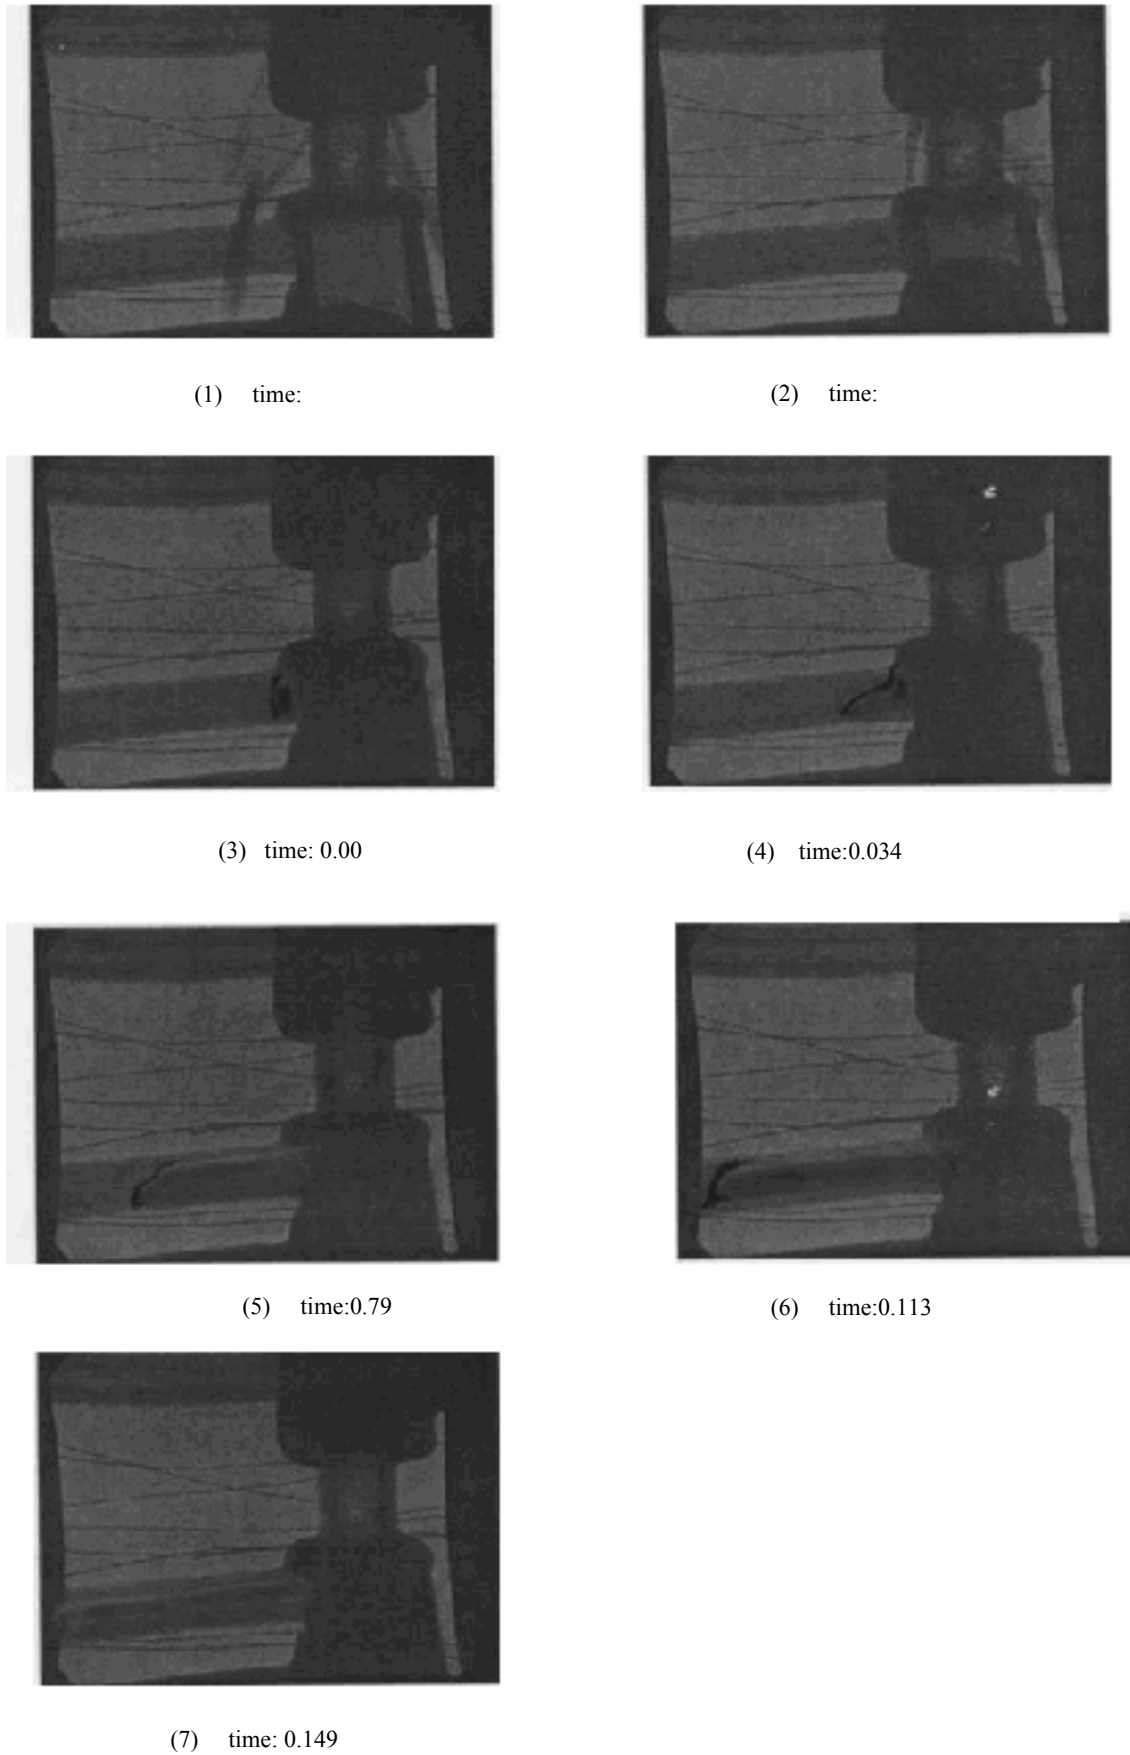 (1) time:
(2) time:
(3) time: 0.00
(4) time:0.034
(5) time:0.79
(6) time:0.113
(7) time: 0.149